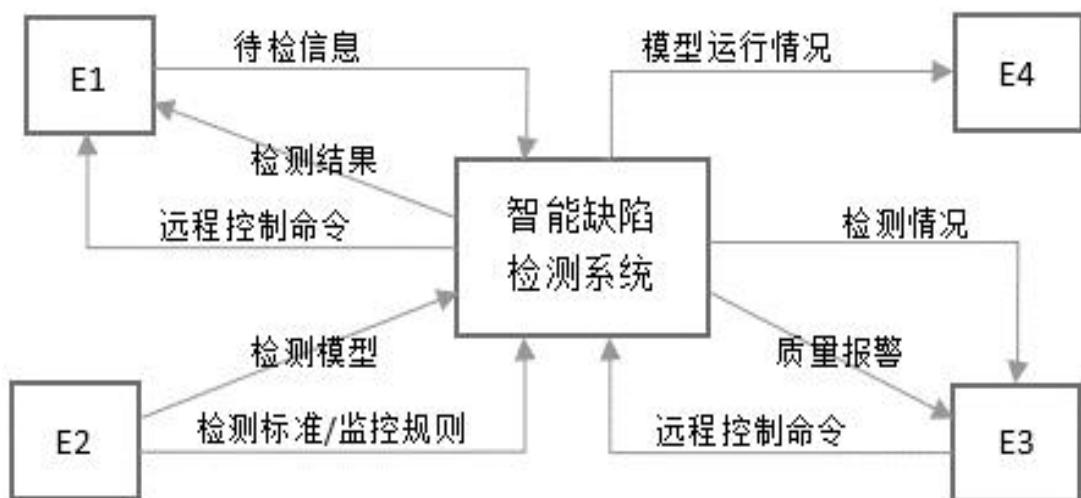 待检信息
模型运行情况
E1
E4
检测结果
智能缺陷
检测系统
远程控制命令
检测情况
检测模型
质量报警
检测标准/监控规则
远程控制命令
E2
E3